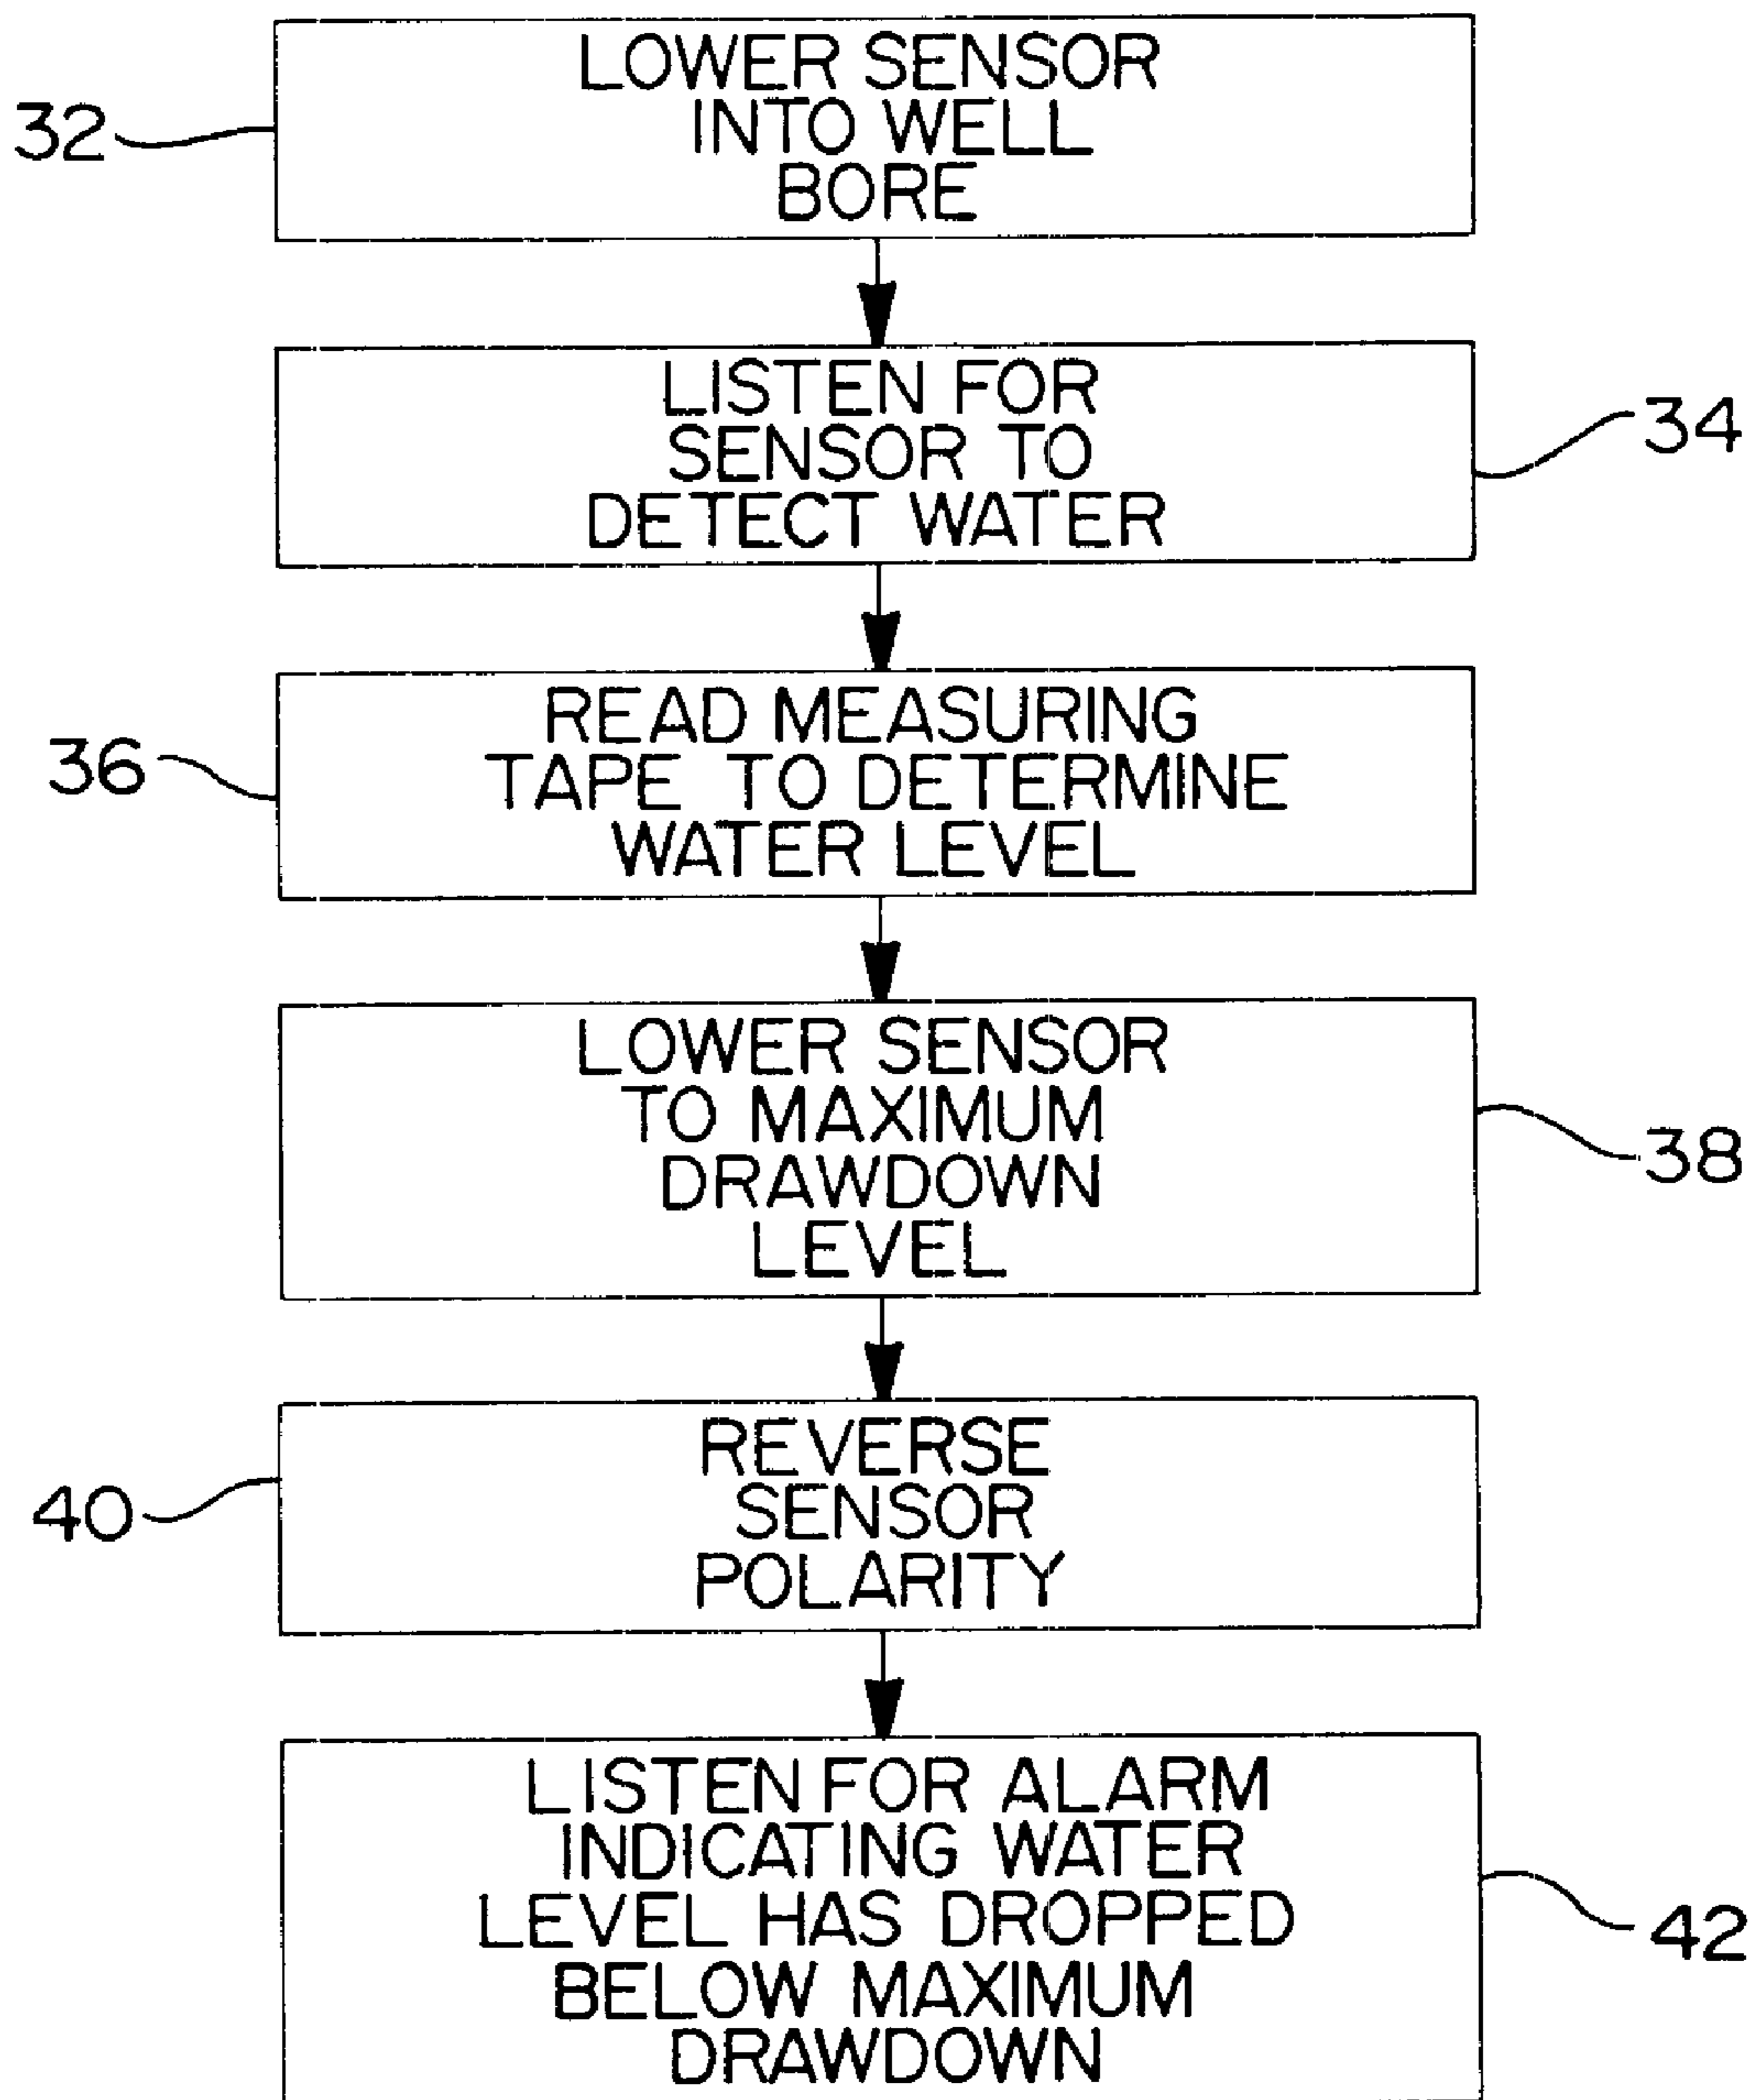 LOWER SENSOR
INTO WELL
BORE
32
LISTEN FOR
SENSOR TO
DETECT WATER
34
READ MEASURING
TAPE TO DETERMINE
WATER LEVEL
36
LOWER SENSOR
TO MAXIMUM
DRAWDOWN
LEVEL
38
REVERSE
SENSOR
POLARITY
40
LISTEN FOR ALARM
INDICATING WATER
LEVEL HAS DROPPED
BELOW MAXIMUM
DRAWDOWN
42